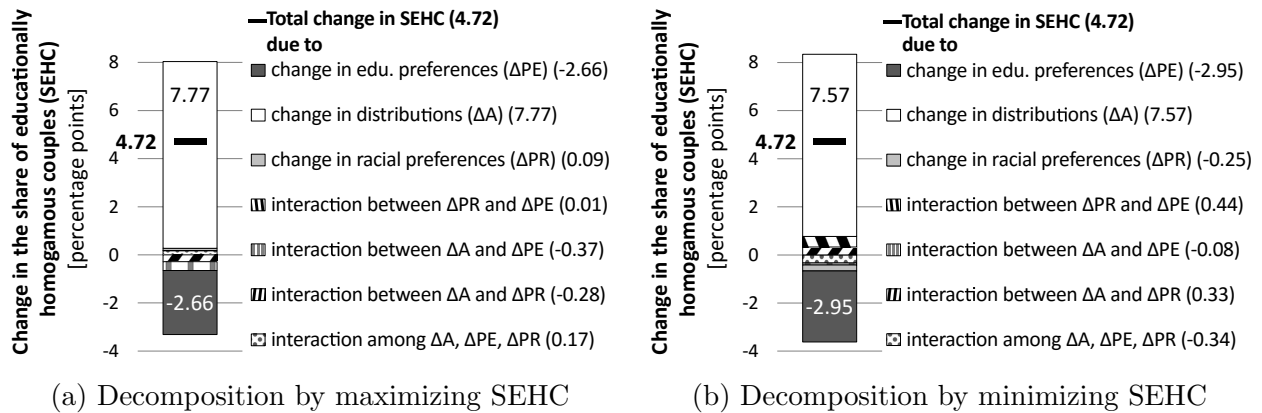 Change in the share of educationally
homogamous couples (SEHC)
[percentage points]
8
6
4
2
0
-2
-4
4.72
7.77
-2.66
Total change in SEHC (4.72)
due to
change in edu. preferences (ΔPE) (-2.66)
change in distributions (ΔA) (7.77)
change in racial preferences (ΔPR) (0.09)
interaction between ΔPR and ΔPE (0.01)
interaction between ΔA and ΔPE (-0.37)
interaction between ΔA and ΔPR (-0.28)
interaction among ΔA, ΔPE, ΔPR (0.17)
(a) Decomposition by maximizing SEHC
Change in the share of educationally
homogamous couples (SEHC)
[percentage points]
8
6
4
2
0
-2
-4
4.72
7.57
-2.95
Total change in SEHC (4.72)
due to
change in edu. preferences (ΔPE) (-2.95)
change in distributions (ΔA) (7.57)
change in racial preferences (ΔPR) (-0.25)
interaction between ΔPR and ΔPE (0.44)
interaction between ΔA and ΔPE (-0.08)
interaction between ΔA and ΔPR (0.33)
interaction among ΔA, ΔPE, ΔPR (-0.34)
(b) Decomposition by minimizing SEHC